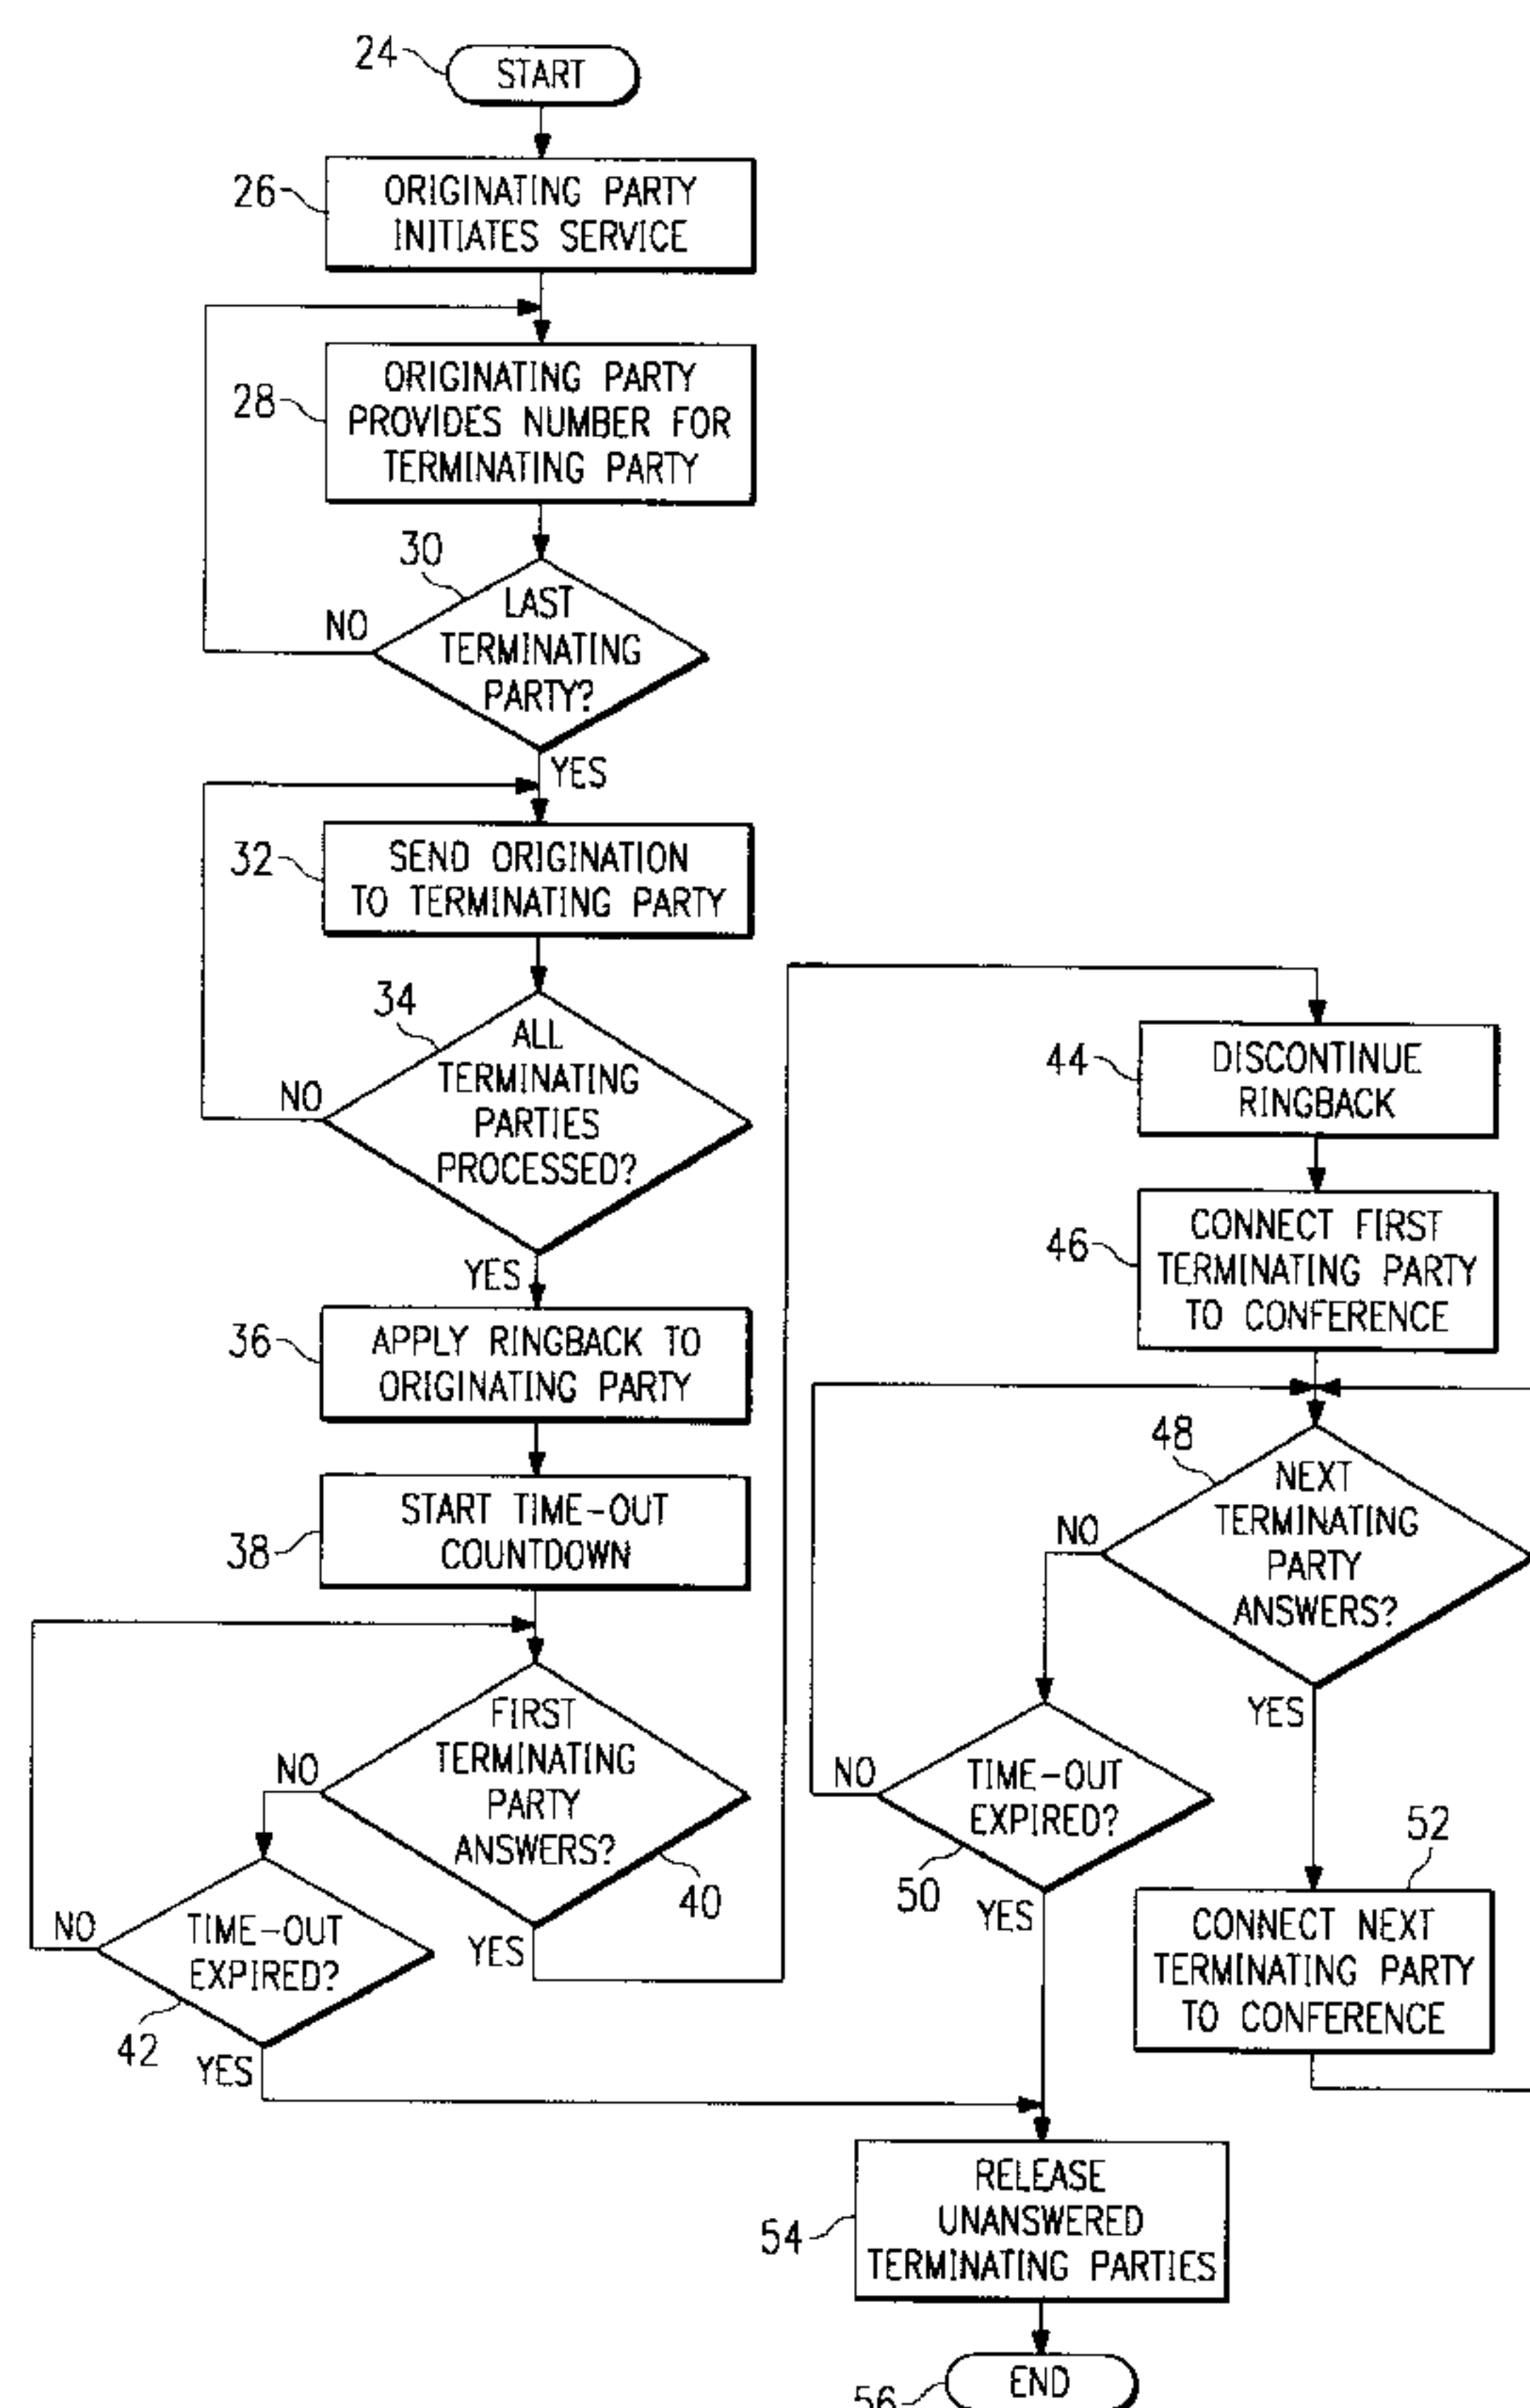 24
START
26
ORIGINATING PARTY
INITIATES SERVICE
28
ORIGINATING PARTY
PROVIDES NUMBER FOR
TERMINATING PARTY
30
LAST
TERMINATING
PARTY?
NO
YES
32
SEND ORIGINATION
TO TERMINATING PARTY
34
ALL
TERMINATING
PARTIES
PROCESSED?
NO
YES
36
APPLY RINGBACK TO
ORIGINATING PARTY
38
START TIME-OUT
COUNTDOWN
FIRST
TERMINATING
PARTY
ANSWERS?
40
NO
YES
TIME-OUT
EXPIRED?
42
NO
YES
44
DISCONTINUE
RINGBACK
46
CONNECT FIRST
TERMINATING PARTY
TO CONFERENCE
48
NEXT
TERMINATING
PARTY
ANSWERS?
NO
YES
TIME-OUT
EXPIRED?
50
NO
YES
52
CONNECT NEXT
TERMINATING PARTY
TO CONFERENCE
54
RELEASE
UNANSWERED
TERMINATING PARTIES
56
END